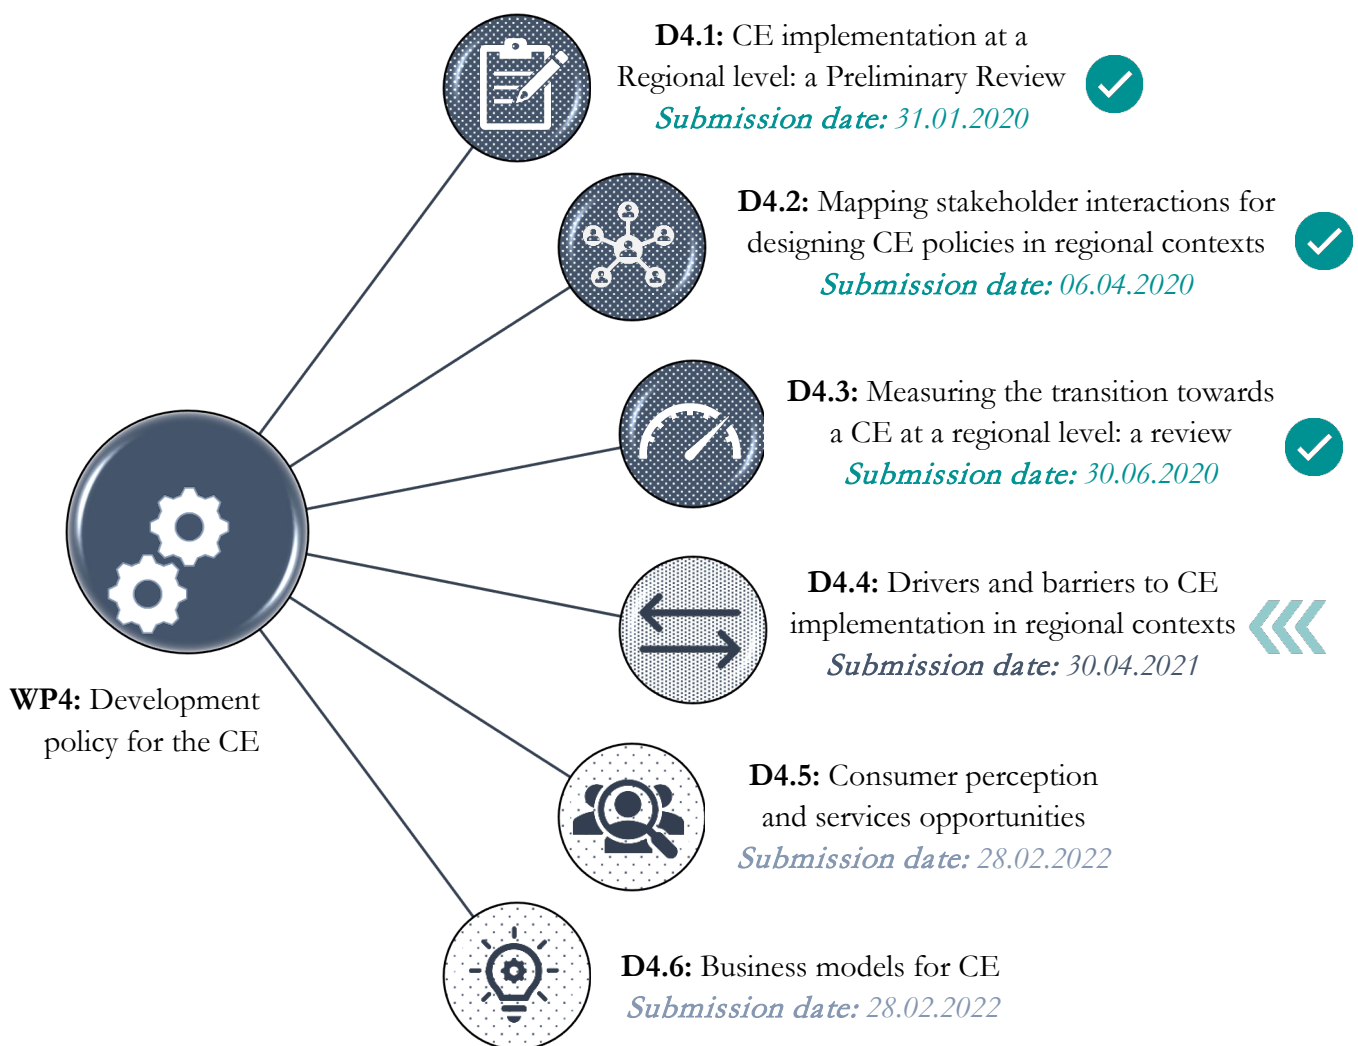 D4.1: CE implementation at a
Regional level: a Preliminary Review
Submission date: 31.01.2020
D4.2: Mapping stakeholder interactions for
designing CE policies in regional contexts
Submission date: 06.04.2020
D4.3: Measuring the transition towards
a CE at a regional level: a review
Submission date: 30.06.2020
D4.4: Drivers and barriers to CE
implementation in regional contexts
Submission date: 30.04.2021
WP4: Development
policy for the CE
D4.5: Consumer perception
and services opportunities
Submission date: 28.02.2022
D4.6: Business models for CE
Submission date: 28.02.2022